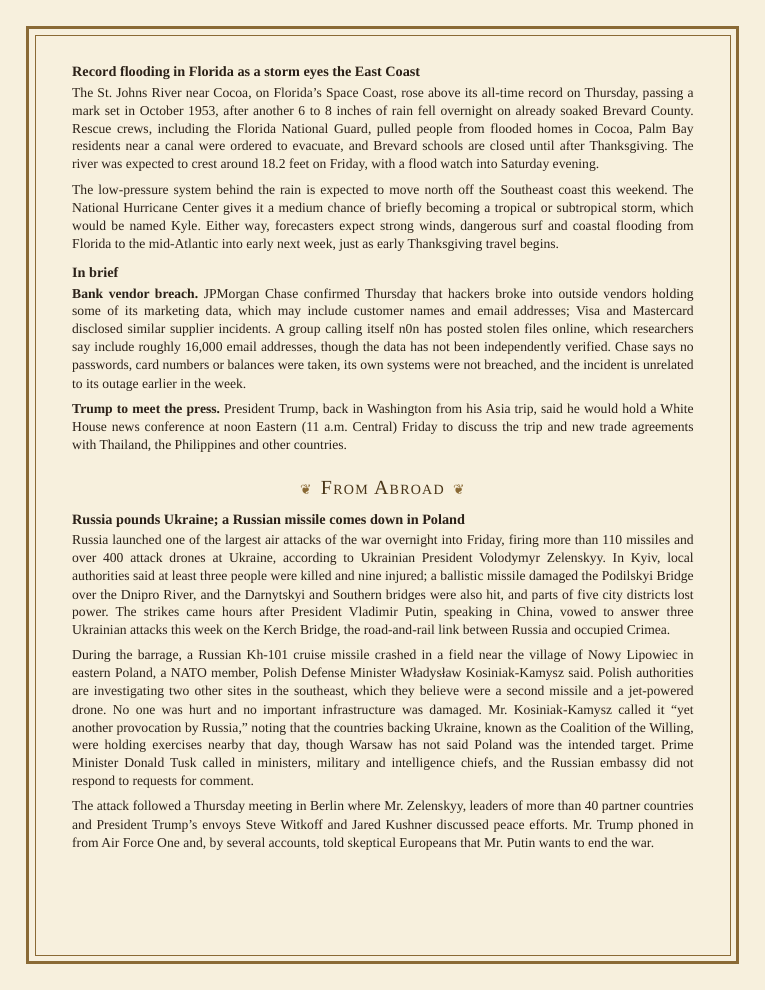 Record flooding in Florida as a storm eyes the East Coast
The St. Johns River near Cocoa, on Florida’s Space Coast, rose above its all-time record on Thursday, passing a
mark set in October 1953, after another 6 to 8 inches of rain fell overnight on already soaked Brevard County.
Rescue crews, including the Florida National Guard, pulled people from flooded homes in Cocoa, Palm Bay
residents near a canal were ordered to evacuate, and Brevard schools are closed until after Thanksgiving. The
river was expected to crest around 18.2 feet on Friday, with a flood watch into Saturday evening.
The low-pressure system behind the rain is expected to move north off the Southeast coast this weekend. The
National Hurricane Center gives it a medium chance of briefly becoming a tropical or subtropical storm, which
would be named Kyle. Either way, forecasters expect strong winds, dangerous surf and coastal flooding from
Florida to the mid-Atlantic into early next week, just as early Thanksgiving travel begins.
In brief
Bank vendor breach. JPMorgan Chase confirmed Thursday that hackers broke into outside vendors holding
some of its marketing data, which may include customer names and email addresses; Visa and Mastercard
disclosed similar supplier incidents. A group calling itself n0n has posted stolen files online, which researchers
say include roughly 16,000 email addresses, though the data has not been independently verified. Chase says no
passwords, card numbers or balances were taken, its own systems were not breached, and the incident is unrelated
to its outage earlier in the week.
Trump to meet the press. President Trump, back in Washington from his Asia trip, said he would hold a White
House news conference at noon Eastern (11 a.m. Central) Friday to discuss the trip and new trade agreements
with Thailand, the Philippines and other countries.
❦ From Abroad ❦
Russia pounds Ukraine; a Russian missile comes down in Poland
Russia launched one of the largest air attacks of the war overnight into Friday, firing more than 110 missiles and
over 400 attack drones at Ukraine, according to Ukrainian President Volodymyr Zelenskyy. In Kyiv, local
authorities said at least three people were killed and nine injured; a ballistic missile damaged the Podilskyi Bridge
over the Dnipro River, and the Darnytskyi and Southern bridges were also hit, and parts of five city districts lost
power. The strikes came hours after President Vladimir Putin, speaking in China, vowed to answer three
Ukrainian attacks this week on the Kerch Bridge, the road-and-rail link between Russia and occupied Crimea.
During the barrage, a Russian Kh-101 cruise missile crashed in a field near the village of Nowy Lipowiec in
eastern Poland, a NATO member, Polish Defense Minister Władysław Kosiniak-Kamysz said. Polish authorities
are investigating two other sites in the southeast, which they believe were a second missile and a jet-powered
drone. No one was hurt and no important infrastructure was damaged. Mr. Kosiniak-Kamysz called it “yet
another provocation by Russia,” noting that the countries backing Ukraine, known as the Coalition of the Willing,
were holding exercises nearby that day, though Warsaw has not said Poland was the intended target. Prime
Minister Donald Tusk called in ministers, military and intelligence chiefs, and the Russian embassy did not
respond to requests for comment.
The attack followed a Thursday meeting in Berlin where Mr. Zelenskyy, leaders of more than 40 partner countries
and President Trump’s envoys Steve Witkoff and Jared Kushner discussed peace efforts. Mr. Trump phoned in
from Air Force One and, by several accounts, told skeptical Europeans that Mr. Putin wants to end the war.